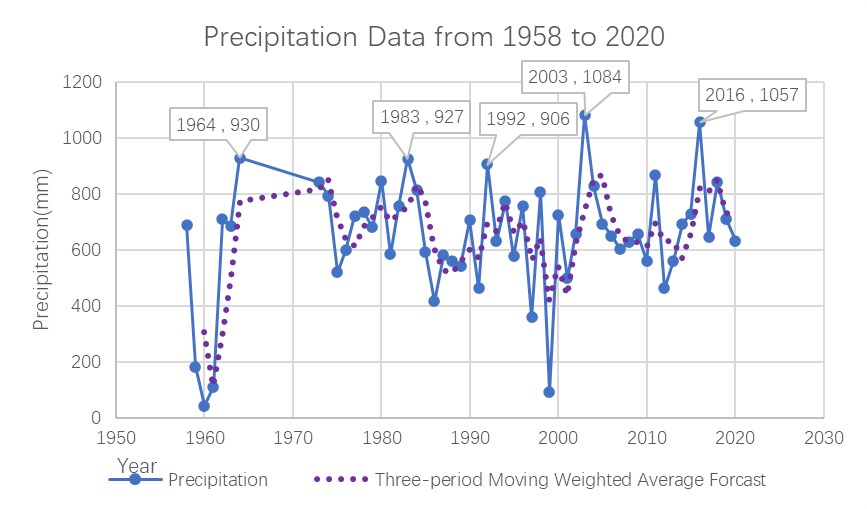 Precipitation Data from 1958 to 2020
1200
1000
800
600
400
200
0
Precipitation(mm)
1964 , 930
1983 , 927
1992 , 906
2003 , 1084
2016 , 1057
1950 1960 1970 1980 1990 2000 2010 2020 2030
Year
Precipitation Three-period Moving Weighted Average Forcast